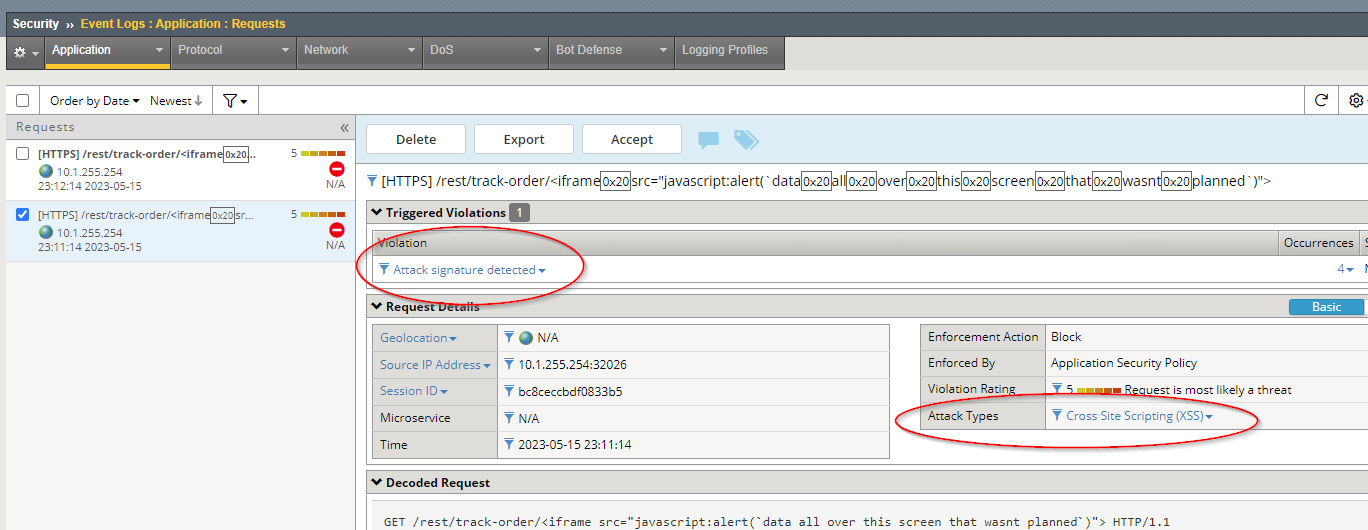 Security ›› Event Logs : Application : Requests
Application Protocol Network DoS Bot Defense Logging Profiles
Order by Date Newest
Requests «
[HTTPS] /rest/track-order/<iframe0x20... 5
10.1.255.254
23:12:14 2023-05-15 N/A
[HTTPS] /rest/track-order/<iframe0x20sr... 5
10.1.255.254
23:11:14 2023-05-15 N/A
Delete Export Accept
[HTTPS] /rest/track-order/<iframe0x20src="javascript:alert(`data0x20all0x20over0x20this0x20screen0x20that0x20wasnt0x20planned`)">
Triggered Violations 1
Violation Occurrences
Attack signature detected 4
Request Details Basic
Geolocation N/A
Source IP Address 10.1.255.254:32026
Session ID bc8eccbdf0833b5
Microservice N/A
Time 2023-05-15 23:11:14
Enforcement Action Block
Enforced By Application Security Policy
Violation Rating 5 Request is most likely a threat
Attack Types Cross Site Scripting (XSS)
Decoded Request
GET /rest/track-order/<iframe src="javascript:alert(`data all over this screen that wasnt planned`)"> HTTP/1.1